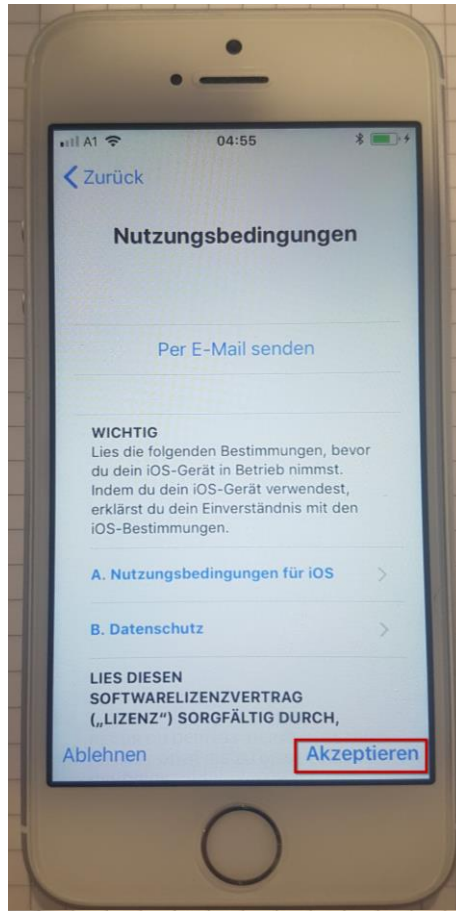 A1 04:55
Zurück
Nutzungsbedingungen
Per E-Mail senden
WICHTIG
Lies die folgenden Bestimmungen, bevor
du dein iOS-Gerät in Betrieb nimmst.
Indem du dein iOS-Gerät verwendest,
erklärst du dein Einverständnis mit den
iOS-Bestimmungen.
A. Nutzungsbedingungen für iOS
B. Datenschutz
LIES DIESEN
SOFTWARELIZENZVERTRAG
(„LIZENZ“) SORGFÄLTIG DURCH,
Ablehnen Akzeptieren